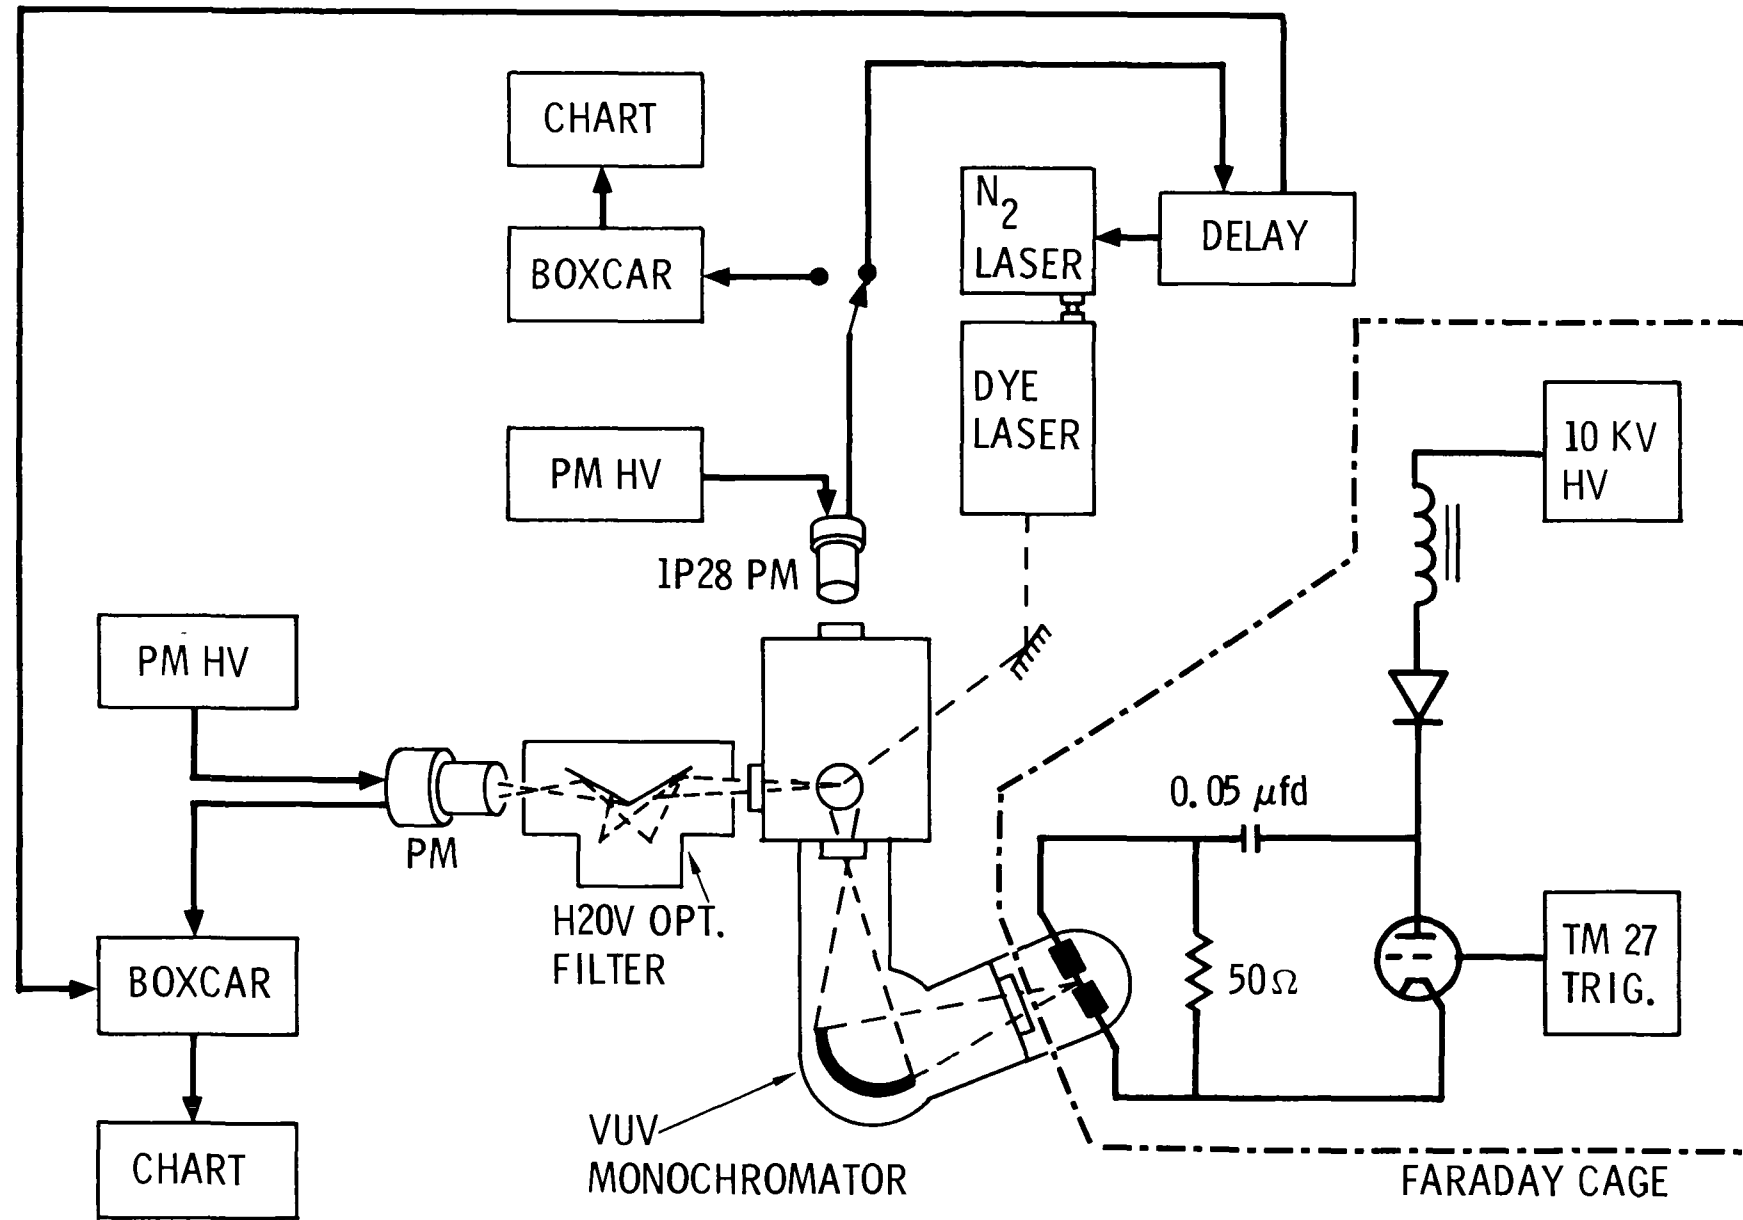 CHART
N2
LASER
DELAY
BOXCAR
DYE
LASER
10 KV
HV
PM HV
1P28 PM
PM HV
0.05 µfd
PM
H20V OPT.
FILTER
TM 27
TRIG.
BOXCAR
50Ω
VUV
MONOCHROMATOR
CHART
FARADAY CAGE